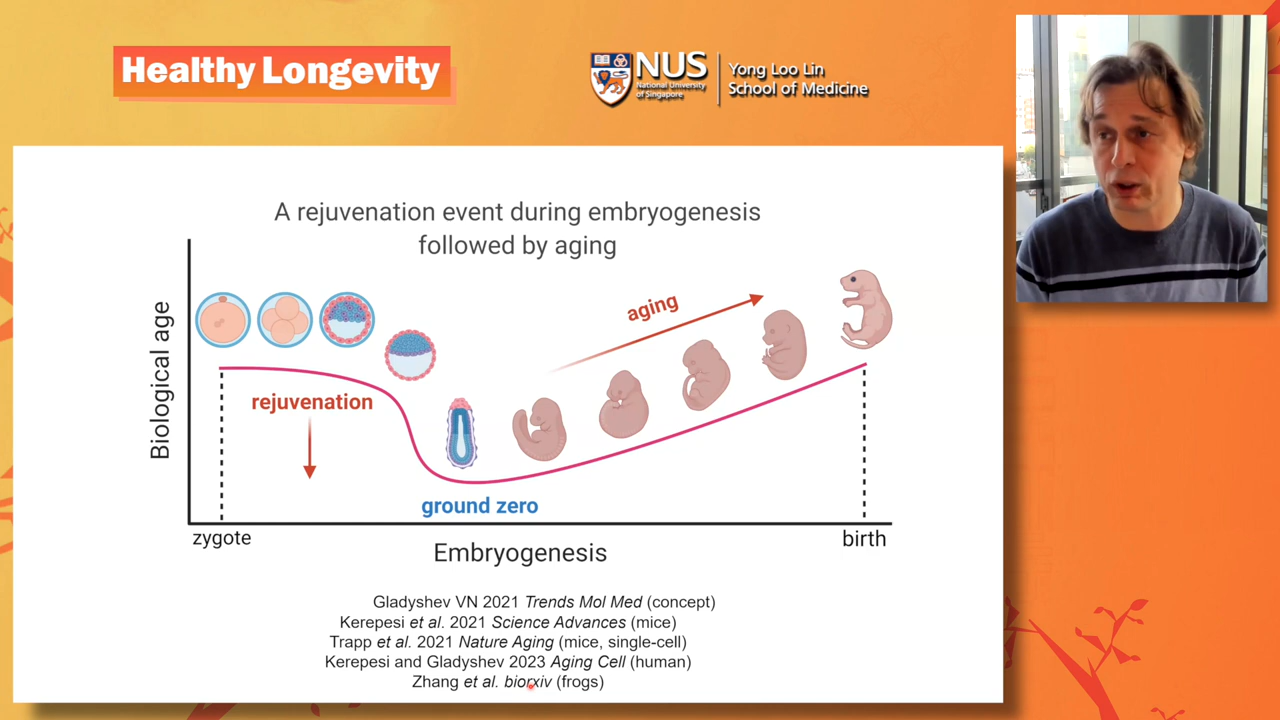 Healthy Longevity
NUS
National University
of Singapore
Yong Loo Lin
School of Medicine
A rejuvenation event during embryogenesis
followed by aging
Biological age
aging
rejuvenation
ground zero
zygote
birth
Embryogenesis
Gladyshev VN 2021 Trends Mol Med (concept)
Kerepesi et al. 2021 Science Advances (mice)
Trapp et al. 2021 Nature Aging (mice, single-cell)
Kerepesi and Gladyshev 2023 Aging Cell (human)
Zhang et al. biorxiv (frogs)